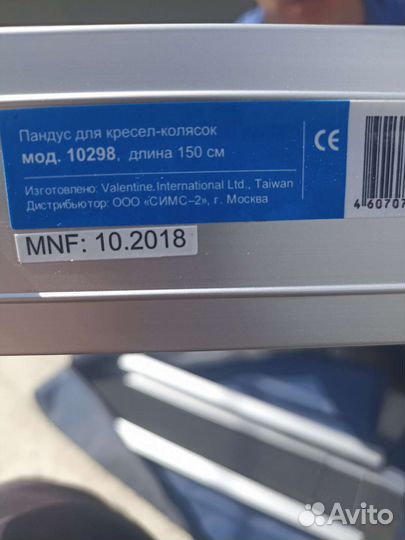 Пандус для кресел-колясок
мод. 10298, длина 150 см
CE
Изготовлено: Valentine.International Ltd., Taiwan
Дистрибьютор: ООО «СИМС-2», г. Москва
460707
MNF: 10.2018
Avito